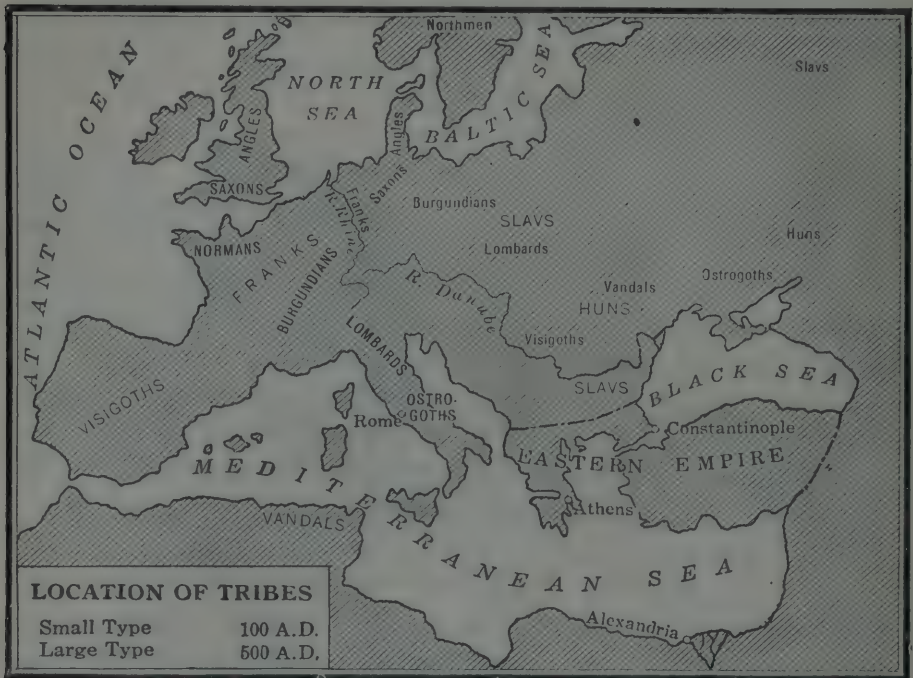 Northmen
Slavs
ATLANTIC OCEAN
NORTH
SEA
BALTIC SEA
ANGLES
Angles
SAXONS
Saxons
Franks
R. Rhine
Burgundians
SLAVS
Lombards
Huns
NORMANS
FRANKS
BURGUNDIANS
R. Danube
Vandals
HUNS
Ostrogoths
Visigoths
LOMBARDS
SLAVS
BLACK SEA
VISIGOTHS
OSTRO-
GOTHS
Rome
Constantinople
EASTERN EMPIRE
Athens
MEDITERRANEAN SEA
VANDALS
Alexandria
LOCATION OF TRIBES
Small Type 100 A.D.
Large Type 500 A.D.